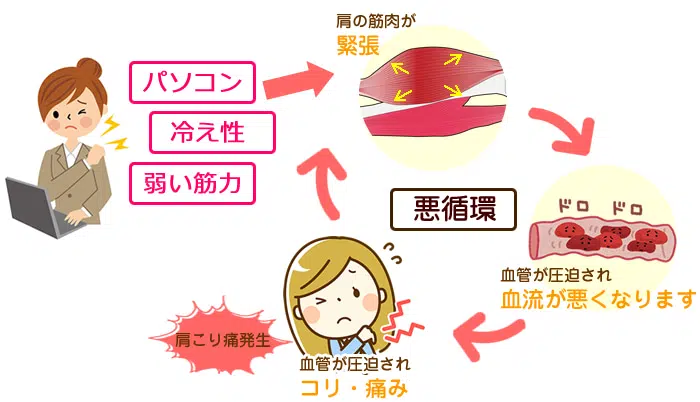 肩の筋肉が
緊張
パソコン
冷え性
弱い筋力
悪循環
ドロ ドロ
血管が圧迫され
血流が悪くなります
肩こり痛発生
血管が圧迫され
コリ・痛み